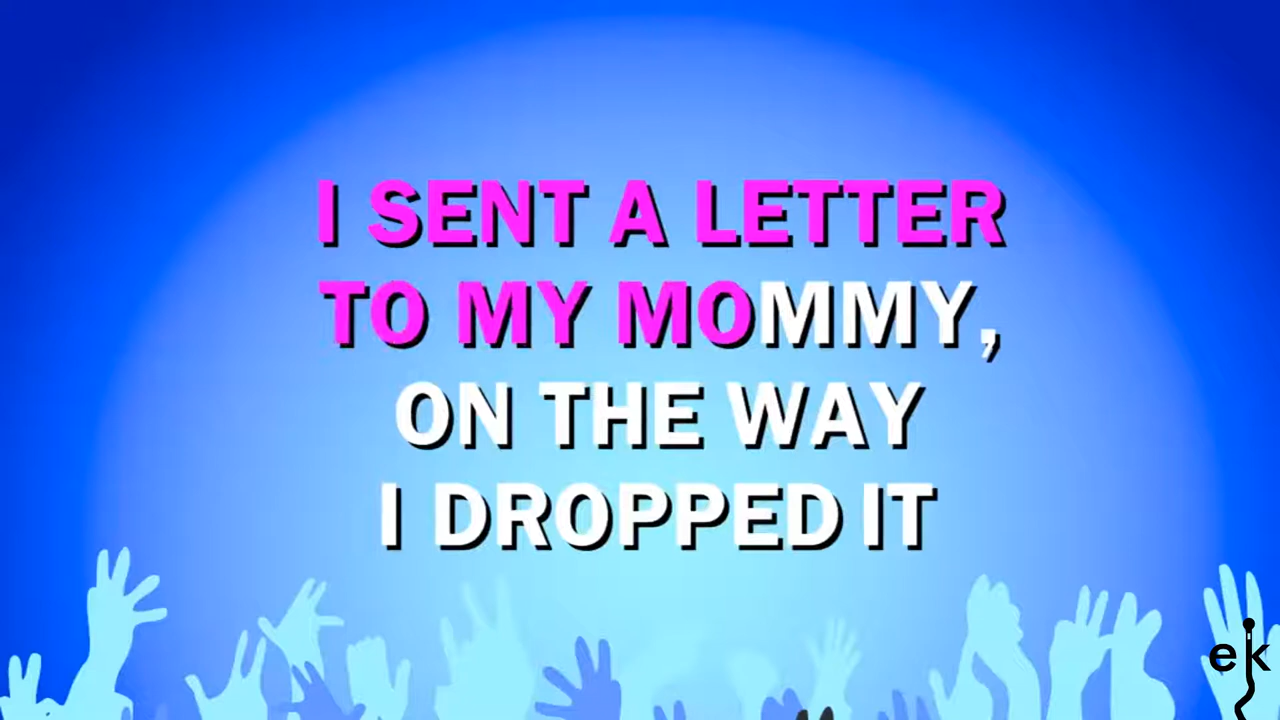 I SENT A LETTER
TO MY MOMMY,
ON THE WAY
I DROPPED IT
ek